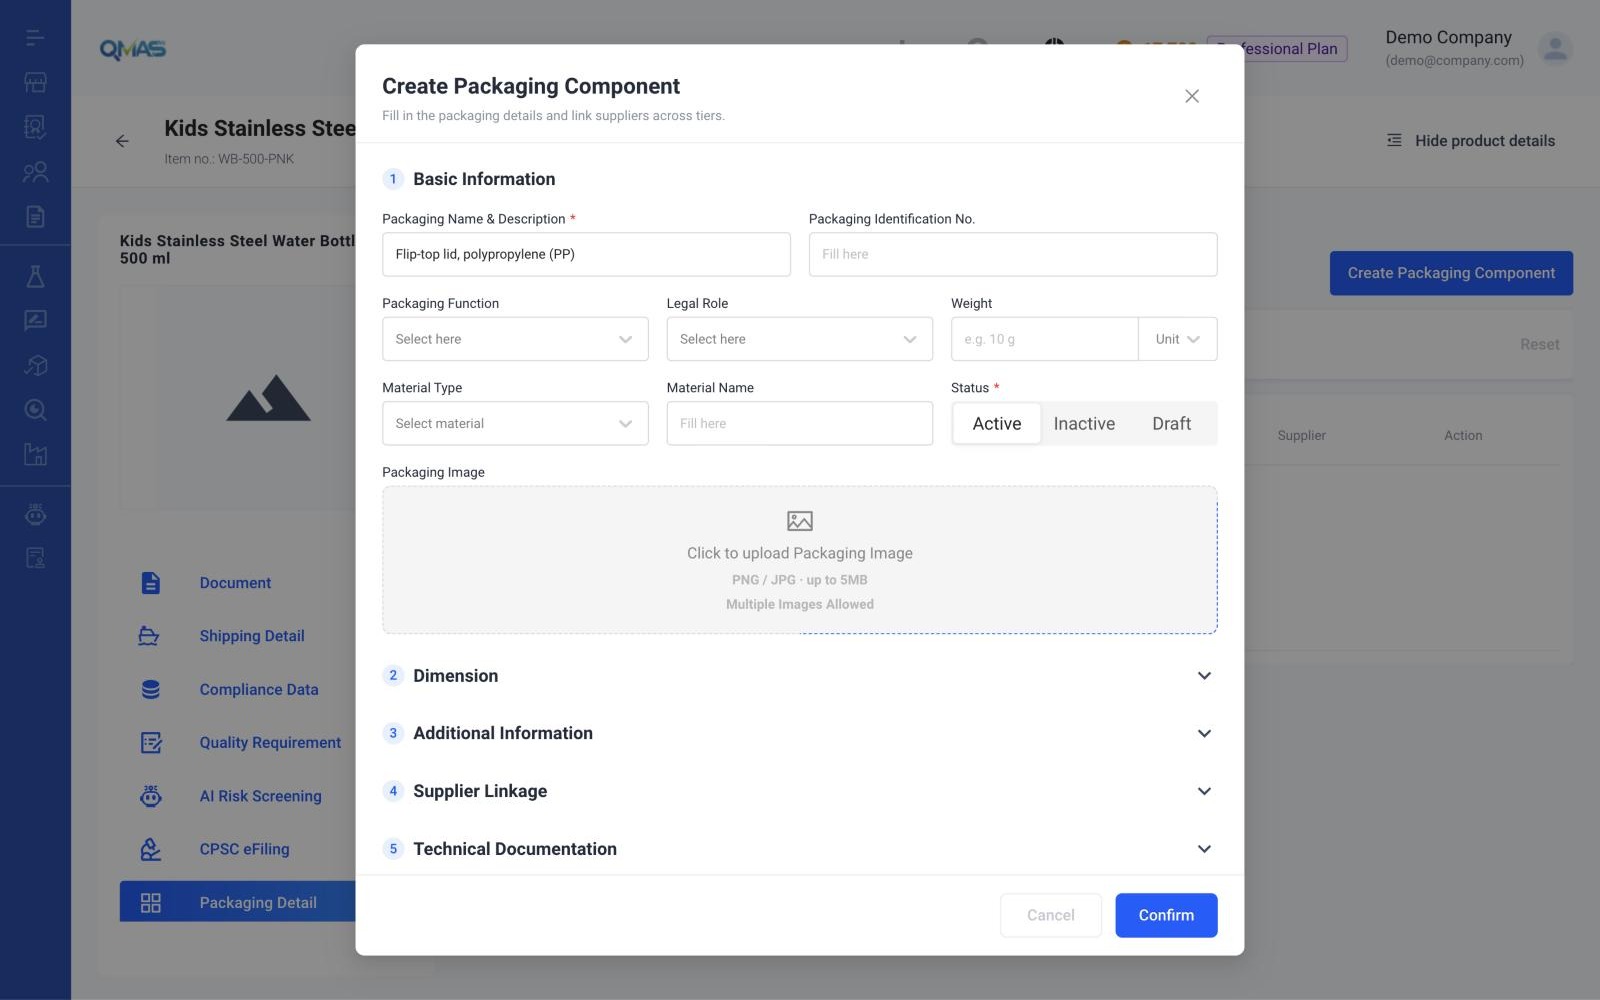 QMAS
Professional Plan
Demo Company
(demo@company.com)
Kids Stainless Stee
Item no.: WB-500-PNK
Hide product details
Kids Stainless Steel Water Bottl
500 ml
Document
Shipping Detail
Compliance Data
Quality Requirement
AI Risk Screening
CPSC eFiling
Packaging Detail
Create Packaging Component
Reset
Supplier
Action
Create Packaging Component
Fill in the packaging details and link suppliers across tiers.
1 Basic Information
Packaging Name & Description *
Packaging Identification No.
Flip-top lid, polypropylene (PP)
Fill here
Packaging Function
Legal Role
Weight
Select here
Select here
e.g. 10 g
Unit
Material Type
Material Name
Status *
Select material
Fill here
Active
Inactive
Draft
Packaging Image
Click to upload Packaging Image
PNG / JPG · up to 5MB
Multiple Images Allowed
2 Dimension
3 Additional Information
4 Supplier Linkage
5 Technical Documentation
Cancel
Confirm